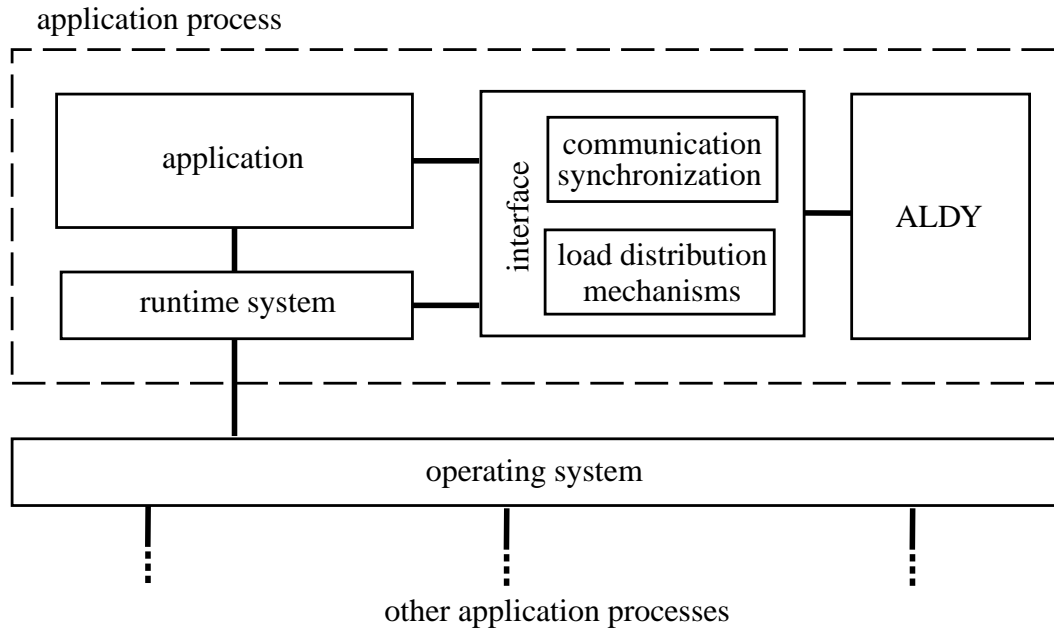 application process
application
communication
synchronization
interface
ALDY
load distribution
mechanisms
runtime system
operating system
other application processes